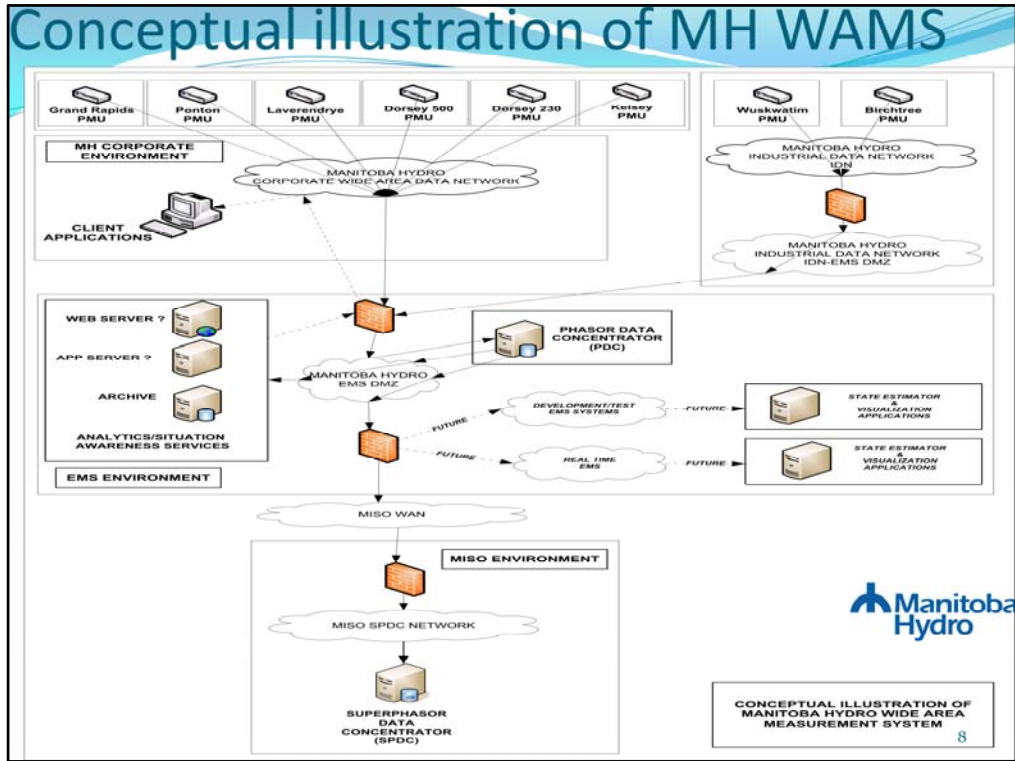 Conceptual illustration of MH WAMS
Grand Rapids
PMU
Ponton
PMU
Laverendrye
PMU
Dorsey 500
PMU
Dorsey 230
PMU
Kelsey
PMU
Wuskwatim
PMU
Birchtree
PMU
MH CORPORATE
ENVIRONMENT
MANITOBA HYDRO
CORPORATE WIDE AREA DATA NETWORK
CLIENT
APPLICATIONS
MANITOBA HYDRO
INDUSTRIAL DATA NETWORK
IDN
MANITOBA HYDRO
INDUSTRIAL DATA NETWORK
IDN-EMS DMZ
WEB SERVER ?
APP SERVER ?
ARCHIVE
ANALYTICS/SITUATION
AWARENESS SERVICES
EMS ENVIRONMENT
PHASOR DATA
CONCENTRATOR
(PDC)
MANITOBA HYDRO
EMS DMZ
FUTURE
DEVELOPMENT/TEST
EMS SYSTEMS
FUTURE
STATE ESTIMATOR
&
VISUALIZATION
APPLICATIONS
FUTURE
REAL TIME
EMS
FUTURE
STATE ESTIMATOR
&
VISUALIZATION
APPLICATIONS
MISO WAN
MISO ENVIRONMENT
MISO SPDC NETWORK
SUPERPHASOR
DATA
CONCENTRATOR
(SPDC)
Manitoba
Hydro
CONCEPTUAL ILLUSTRATION OF
MANITOBA HYDRO WIDE AREA
MEASUREMENT SYSTEM
8